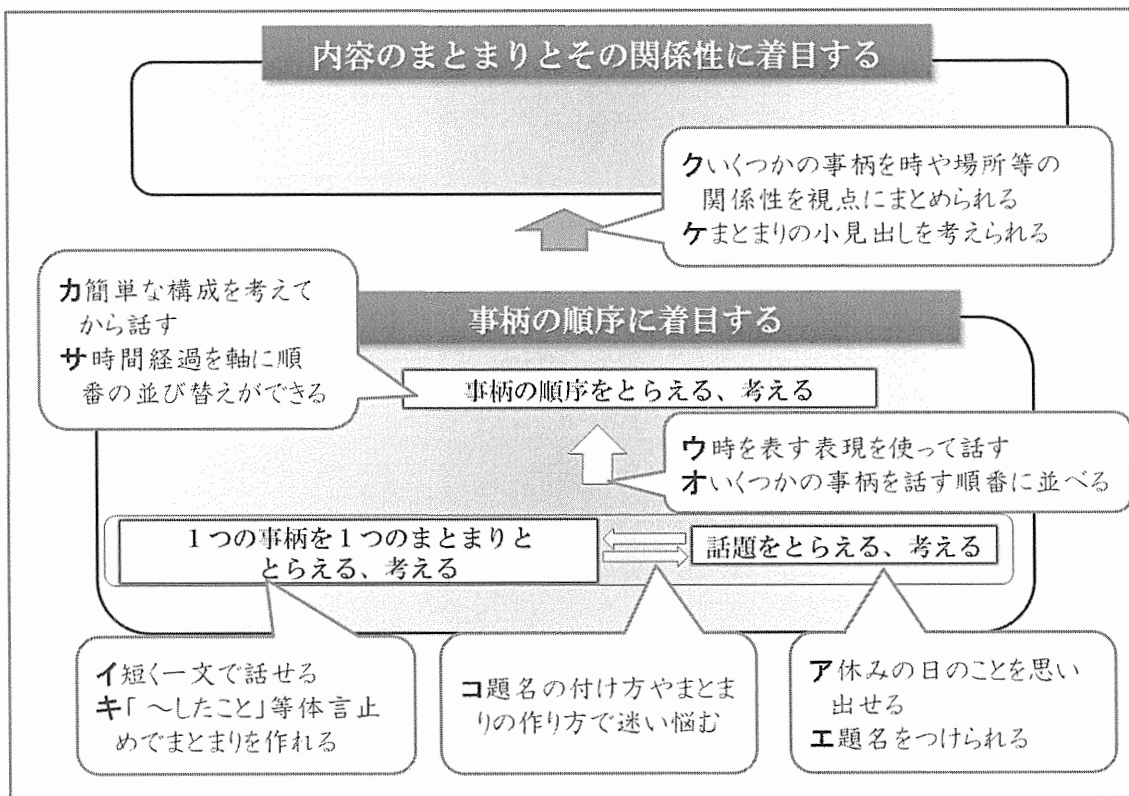 内容のまとまりとその関係性に着目する
クいくつかの事柄を時や場所等の
関係性を視点にまとめられる
ケまとまりの小見出しを考えられる
カ簡単な構成を考えて
から話す
サ時間経過を軸に順
番の並び替えができる
事柄の順序に着目する
事柄の順序をとらえる、考える
ウ時を表す表現を使って話す
オいくつかの事柄を話す順番に並べる
1つの事柄を1つのまとまりと
とらえる、考える
話題をとらえる、考える
イ短く一文で話せる
キ「～したこと」等体言止
めでまとまりを作れる
コ題名の付け方やまとま
りの作り方で迷い悩む
ア休みの日のことを思い
出せる
エ題名をつけられる